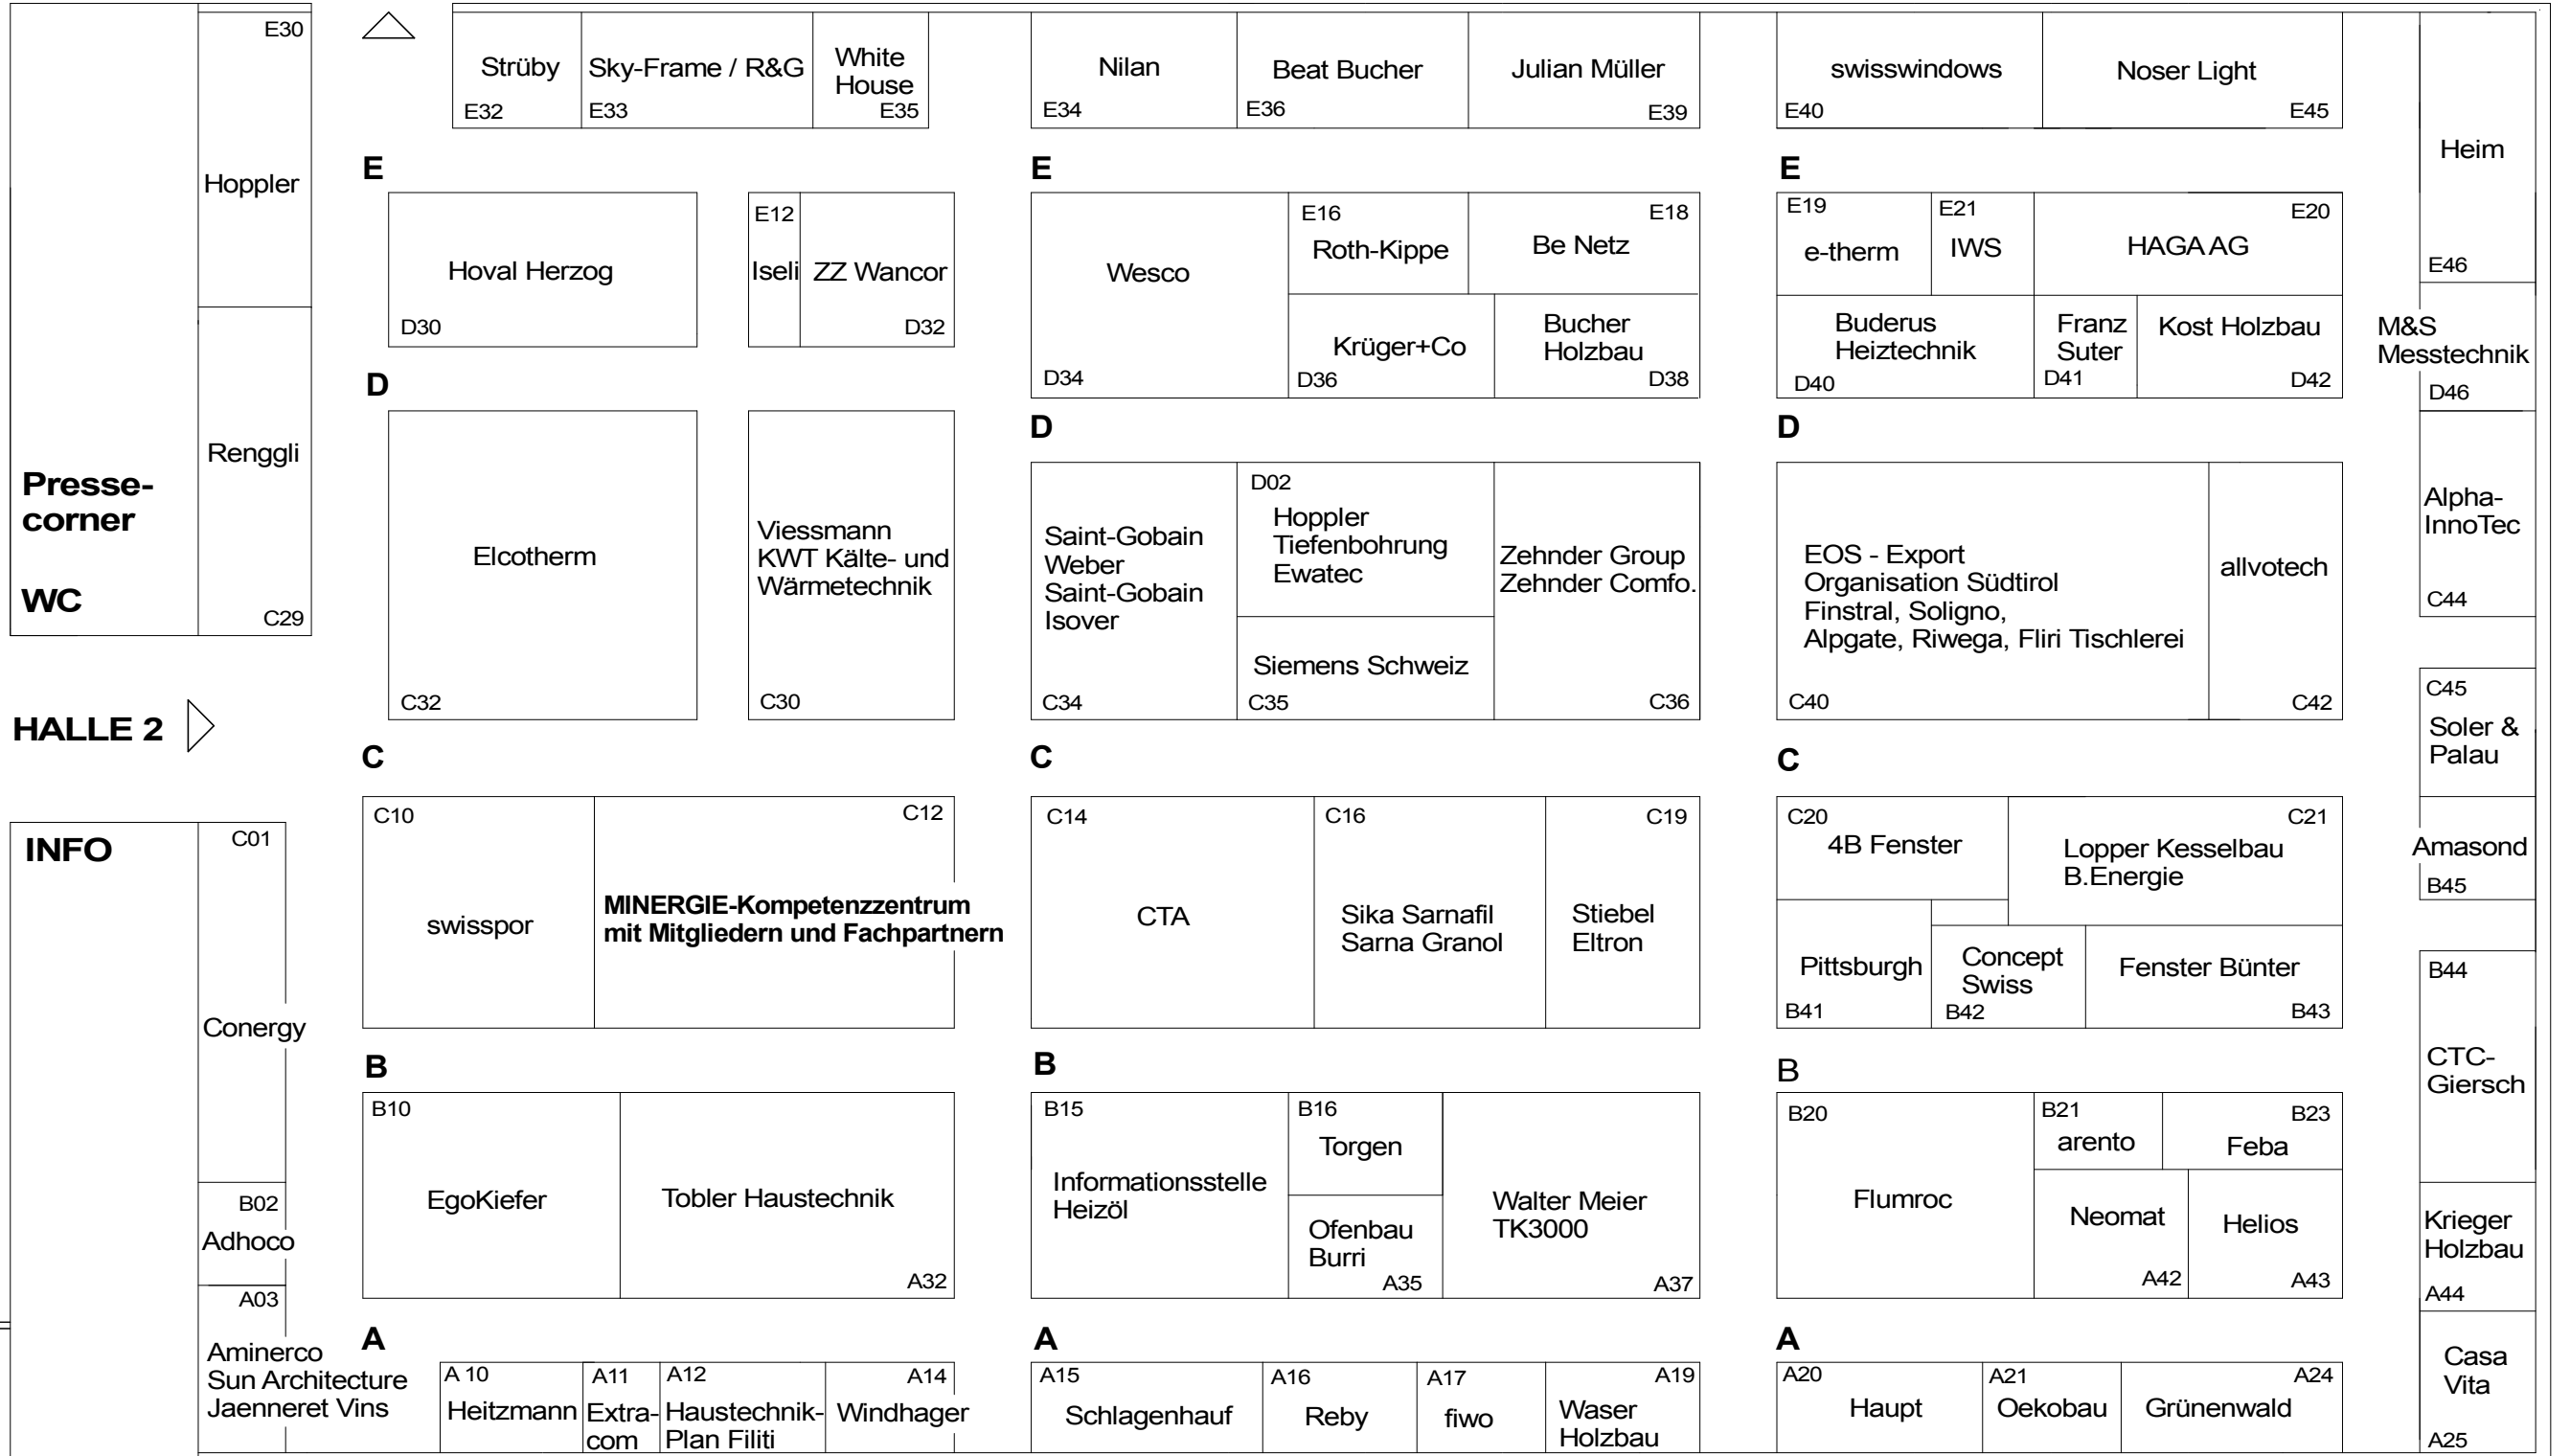 E30
Hoppler
Renggli
C29
Presse-
corner
WC
HALLE 2
INFO
C01
Conergy
B02
Adhoco
A03
Aminerco
Sun Architecture
Jaenneret Vins
Strüby
E32
Sky-Frame / R&G
E33
White
House
E35
Nilan
E34
Beat Bucher
E36
Julian Müller
E39
swisswindows
E40
Noser Light
E45
E
E
E
Hoval Herzog
D30
E12
Iseli
ZZ Wancor
D32
Wesco
D34
E16
Roth-Kippe
E18
Be Netz
Krüger+Co
D36
Bucher
Holzbau
D38
E19
e-therm
E21
IWS
E20
HAGA AG
Buderus
Heiztechnik
D40
Franz
Suter
D41
Kost Holzbau
D42
D
D
D
Elcotherm
C32
Viessmann
KWT Kälte- und
Wärmetechnik
C30
Saint-Gobain
Weber
Saint-Gobain
Isover
C34
D02
Hoppler
Tiefenbohrung
Ewatec
Siemens Schweiz
C35
Zehnder Group
Zehnder Comfo.
C36
EOS - Export
Organisation Südtirol
Finstral, Soligno,
Alpgate, Riwega, Fliri Tischlerei
C40
allvotech
C42
C
C
C
C10
swisspor
C12
MINERGIE-Kompetenzzentrum
mit Mitgliedern und Fachpartnern
C14
CTA
C16
Sika Sarnafil
Sarna Granol
C19
Stiebel
Eltron
C20
4B Fenster
C21
Lopper Kesselbau
B.Energie
Pittsburgh
B41
Concept
Swiss
B42
Fenster Bünter
B43
B
B
B
B10
EgoKiefer
Tobler Haustechnik
A32
B15
Informationsstelle
Heizöl
B16
Torgen
Ofenbau
Burri
A35
Walter Meier
TK3000
A37
B20
Flumroc
B21
arento
B23
Feba
Neomat
A42
Helios
A43
A
A
A
A 10
Heitzmann
A11
Extra-
com
A12
Haustechnik-
Plan Filiti
A14
Windhager
A15
Schlagenhauf
A16
Reby
A17
fiwo
A19
Waser
Holzbau
A20
Haupt
A21
Oekobau
A24
Grünenwald
Heim
E46
M&S
Messtechnik
D46
Alpha-
InnoTec
C44
C45
Soler &
Palau
Amasond
B45
B44
CTC-
Giersch
Krieger
Holzbau
A44
Casa
Vita
A25